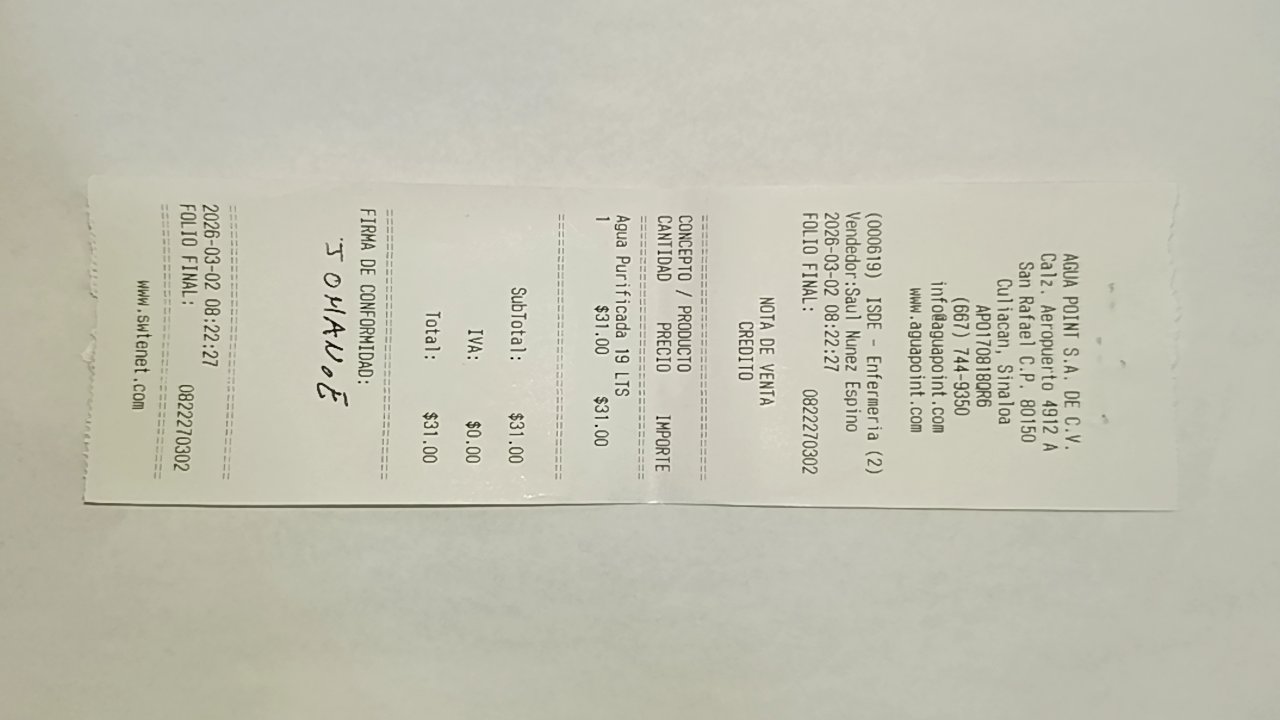 AGUA POINT S.A. DE C.V.
Calz. Aeropuerto 4912 A
San Rafael C.P. 80150
Culiacan, Sinaloa
APO170818QR6
(667) 744-9350
info@aguapoint.com
www.aguapoint.com
(000619) ISDE - Enfermeria (2)
Vendedor:Saul Nunez Espino
2026-03-02 08:22:27
FOLIO FINAL: 0822270302
NOTA DE VENTA
CREDITO
CONCEPTO / PRODUCTO
CANTIDAD PRECIO IMPORTE
Agua Purificada 19 LTS
1 $31.00 $31.00
SubTotal: $31.00
IVA: $0.00
Total: $31.00
FIRMA DE CONFORMIDAD:
2026-03-02 08:22:27
FOLIO FINAL: 0822270302
www.swtenet.com